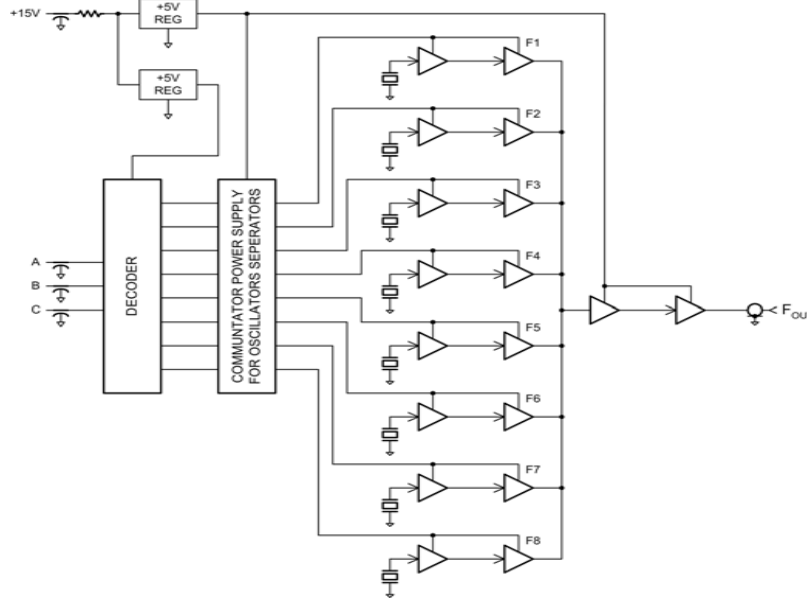 +15V
+5V
REG
+5V
REG
F1
F2
F3
F4
F5
F6
F7
F8
A
B
C
DECODER
COMMUNTATOR POWER SUPPLY
FOR OSCILLATORS SEPERATORS
FOU